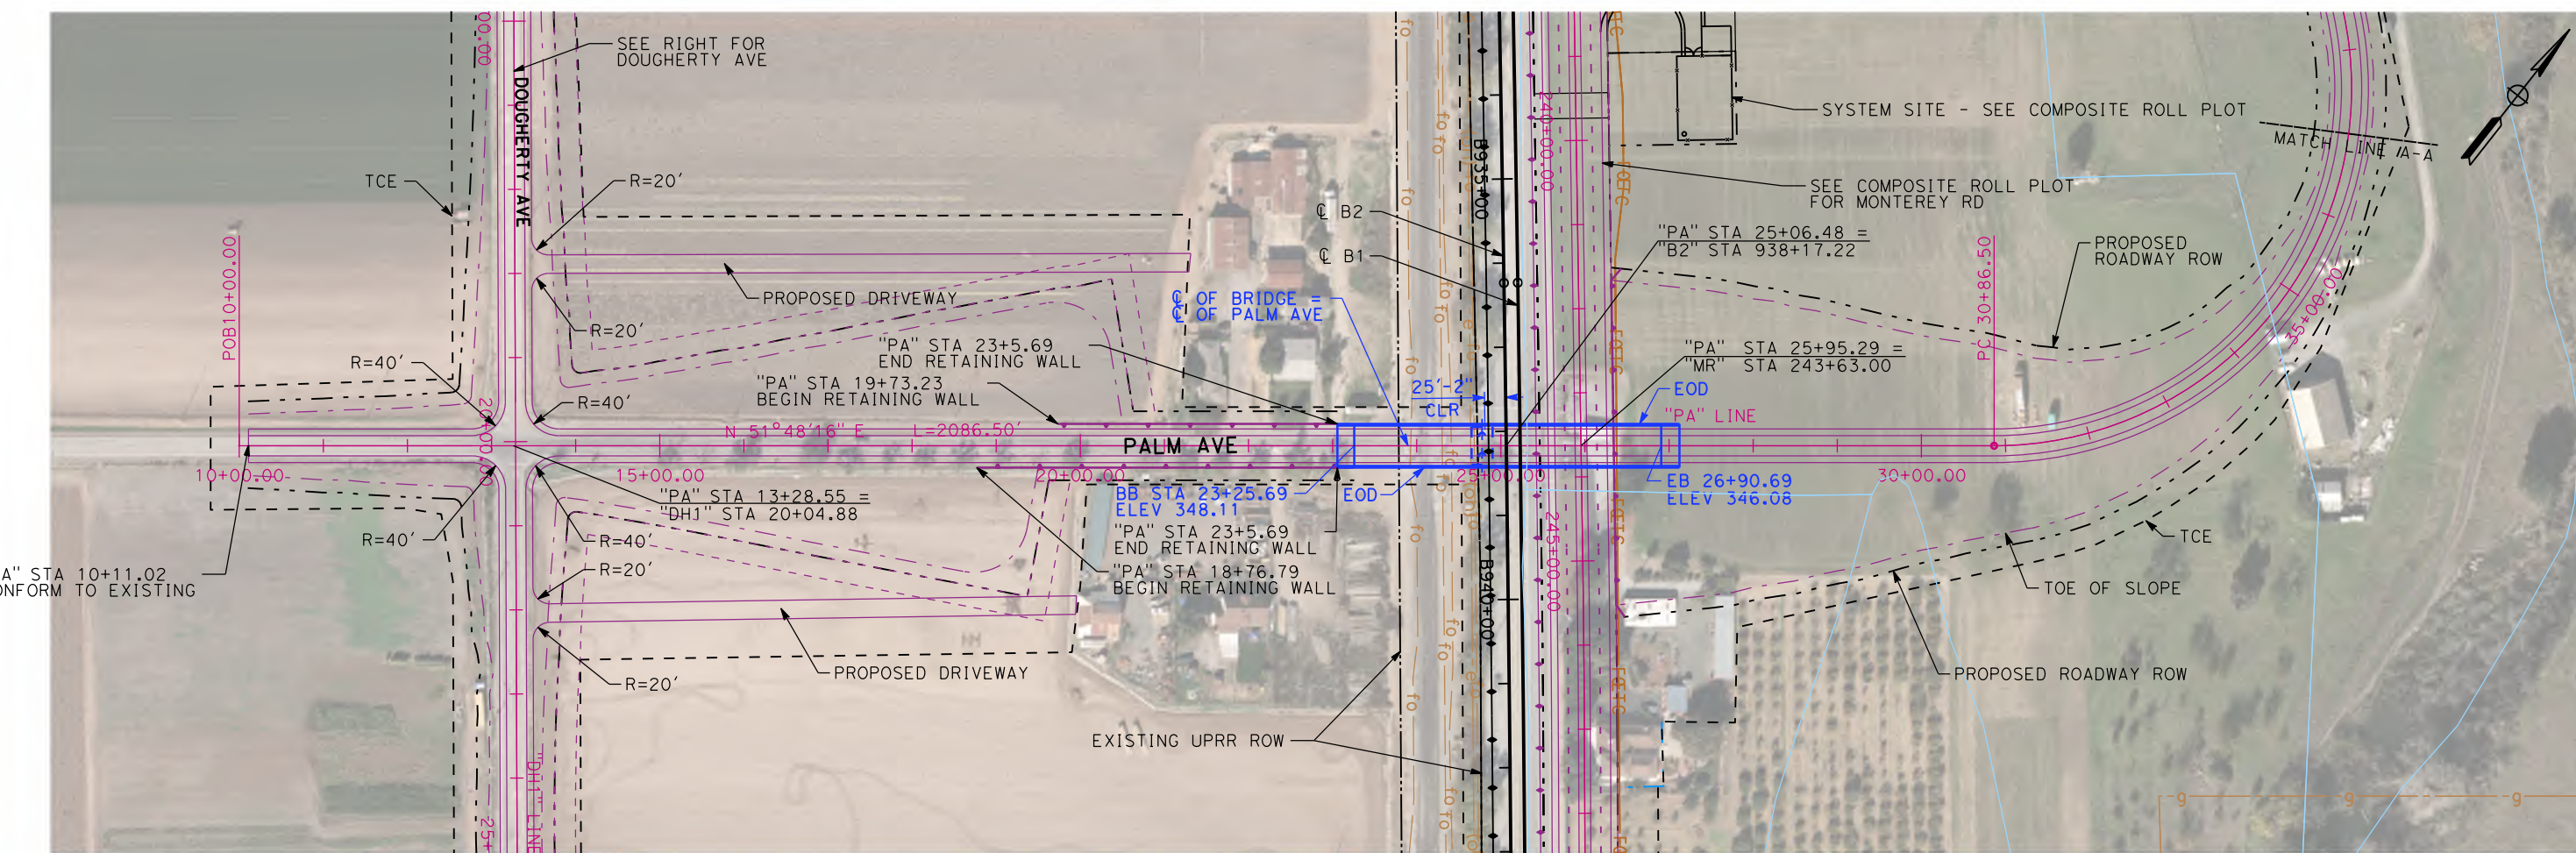 SEE RIGHT FOR
DOUGHERTY AVE
DOUGHERTY AVE
TCE
R=20'
POB10+00.00
PROPOSED DRIVEWAY
R=20'
R=40'
R=40'
"PA" STA 23+5.69
END RETAINING WALL
"PA" STA 19+73.23
BEGIN RETAINING WALL
℄ OF BRIDGE =
℄ OF PALM AVE
℄ B2
℄ B1
B935+00
240+00.00
SYSTEM SITE - SEE COMPOSITE ROLL PLOT
MATCH LINE A-A
SEE COMPOSITE ROLL PLOT
FOR MONTEREY RD
"PA" STA 25+06.48 =
"B2" STA 938+17.22
PROPOSED
ROADWAY ROW
PC 30+86.50
35+00.00
"PA" STA 25+95.29 =
"MR" STA 243+63.00
25'-2"
CLR
EOD
"PA" LINE
N 51°48'16" E L=2086.50'
PALM AVE
20+00.00
10+00.00
15+00.00
20+00.00
25+00.00
30+00.00
"PA" STA 13+28.55 =
"DH1" STA 20+04.88
BB STA 23+25.69
ELEV 348.11
EOD
EB 26+90.69
ELEV 346.08
"PA" STA 23+5.69
END RETAINING WALL
"PA" STA 18+76.79
BEGIN RETAINING WALL
R=40'
R=40'
R=20'
A" STA 10+11.02
ONFORM TO EXISTING
TCE
TOE OF SLOPE
PROPOSED ROADWAY ROW
PROPOSED DRIVEWAY
R=20'
EXISTING UPRR ROW
B940+00
245+00.00
"DH1" LINE
25+
fo
fo
fo
g
g
g